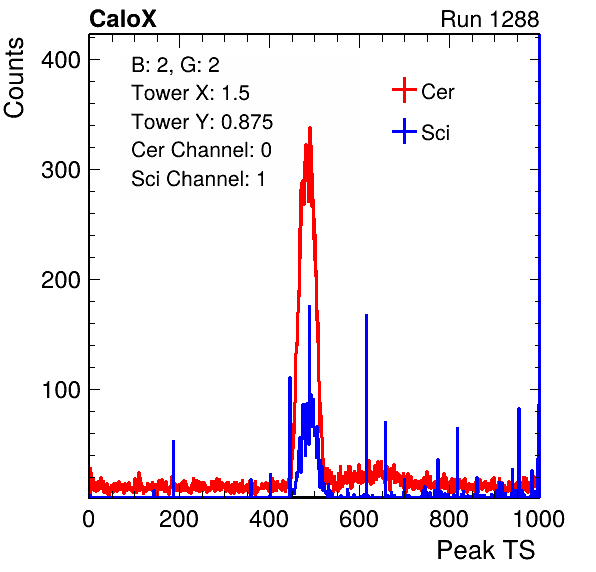 CaloX Run 1288
Counts
400
300
200
100
B: 2, G: 2
Tower X: 1.5
Tower Y: 0.875
Cer Channel: 0
Sci Channel: 1
Cer
Sci
0 200 400 600 800 1000
Peak TS